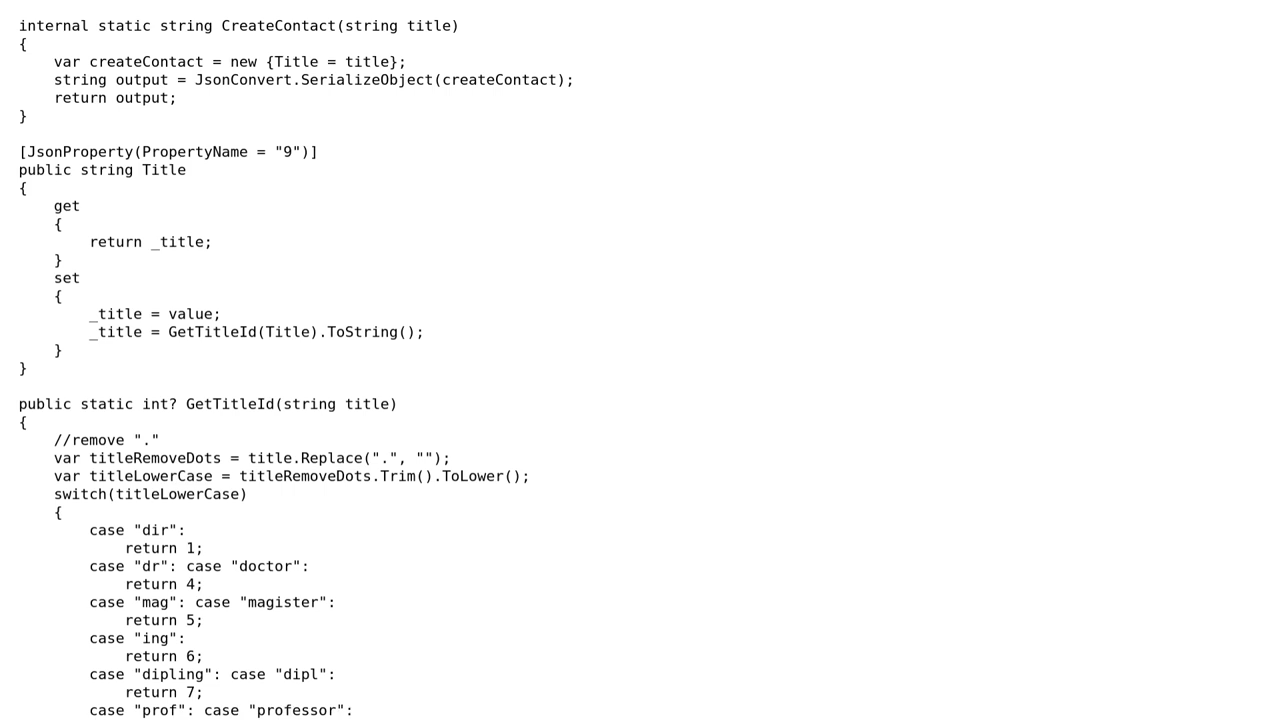 internal static string CreateContact(string title)
{
    var createContact = new {Title = title};
    string output = JsonConvert.SerializeObject(createContact);
    return output;
}

[JsonProperty(PropertyName = "9")]
public string Title
{
    get
    {
        return _title;
    }
    set
    {
        _title = value;
        _title = GetTitleId(Title).ToString();
    }
}

public static int? GetTitleId(string title)
{
    //remove "."
    var titleRemoveDots = title.Replace(".", "");
    var titleLowerCase = titleRemoveDots.Trim().ToLower();
    switch(titleLowerCase)
    {
        case "dir":
            return 1;
        case "dr": case "doctor":
            return 4;
        case "mag": case "magister":
            return 5;
        case "ing":
            return 6;
        case "dipling": case "dipl":
            return 7;
        case "prof": case "professor":